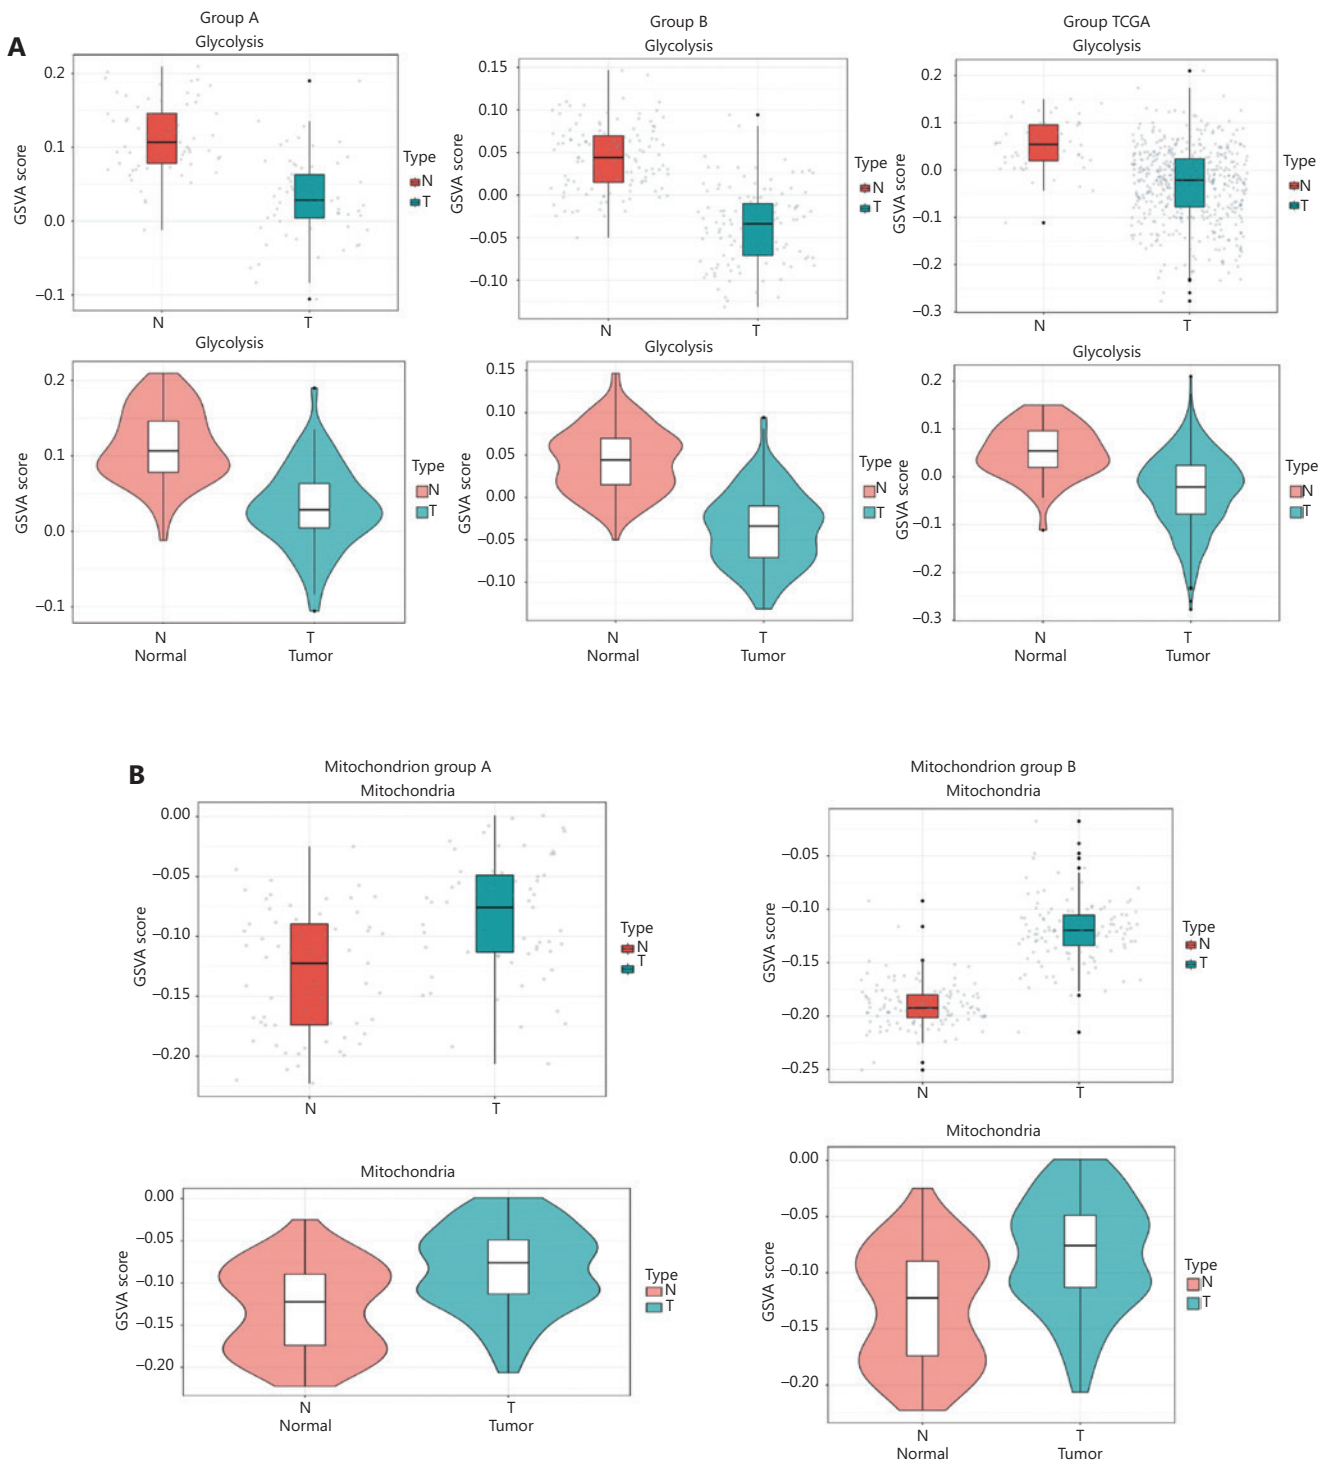 A
Group A
Glycolysis
GSVA score
0.2
0.1
0.0
−0.1
N
T
Type
N
T
Group B
Glycolysis
GSVA score
0.15
0.10
0.05
0.00
−0.05
−0.10
N
T
Type
N
T
Group TCGA
Glycolysis
GSVA score
0.2
0.1
0.0
−0.1
−0.2
−0.3
N
T
Type
N
T
Glycolysis
GSVA score
0.2
0.1
0.0
−0.1
N
T
Normal
Tumor
Type
N
T
Glycolysis
GSVA score
0.15
0.10
0.05
0.00
−0.05
−0.10
N
T
Normal
Tumor
Type
N
T
Glycolysis
GSVA score
0.2
0.1
0.0
−0.1
−0.2
−0.3
N
T
Normal
Tumor
Type
N
T
B
Mitochondrion group A
Mitochondria
GSVA score
0.00
−0.05
−0.10
−0.15
−0.20
N
T
Type
N
T
Mitochondrion group B
Mitochondria
GSVA score
−0.05
−0.10
−0.15
−0.20
−0.25
N
T
Type
N
T
Mitochondria
GSVA score
0.00
−0.05
−0.10
−0.15
−0.20
N
T
Normal
Tumor
Type
N
T
Mitochondria
GSVA score
0.00
−0.05
−0.10
−0.15
−0.20
N
T
Normal
Tumor
Type
N
T